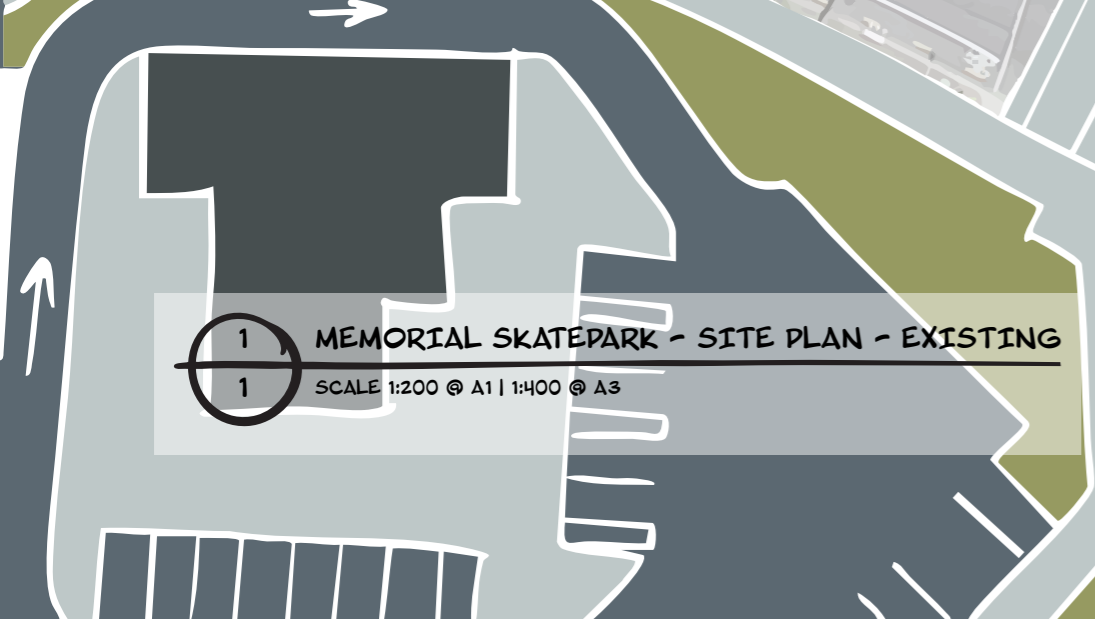 1
MEMORIAL SKATEPARK - SITE PLAN - EXISTING
1
SCALE 1:200 @ A1 | 1:400 @ A3